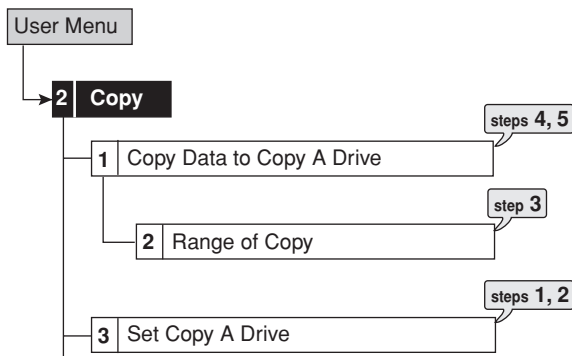 User Menu
2 Copy
steps 4, 5
1 Copy Data to Copy A Drive
step 3
2 Range of Copy
steps 1, 2
3 Set Copy A Drive